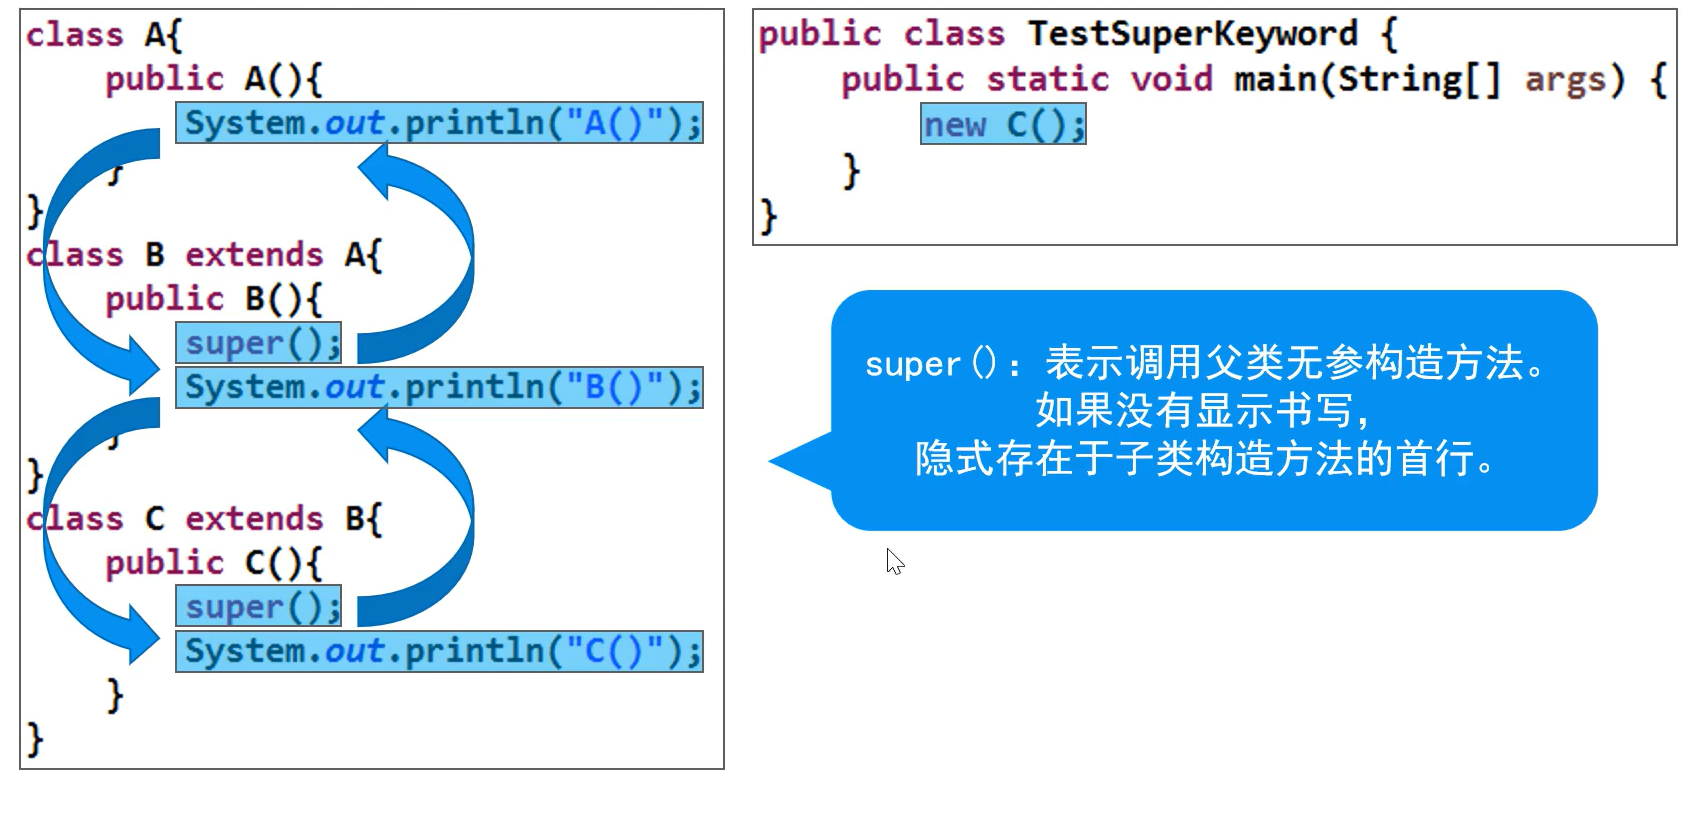 class A{
    public A(){
        System.out.println("A()");
    }
}
class B extends A{
    public B(){
        super();
        System.out.println("B()");
    }
}
class C extends B{
    public C(){
        super();
        System.out.println("C()");
    }
}
public class TestSuperKeyword {
    public static void main(String[] args) {
        new C();
    }
}
super()：表示调用父类无参构造方法。
如果没有显示书写，
隐式存在于子类构造方法的首行。